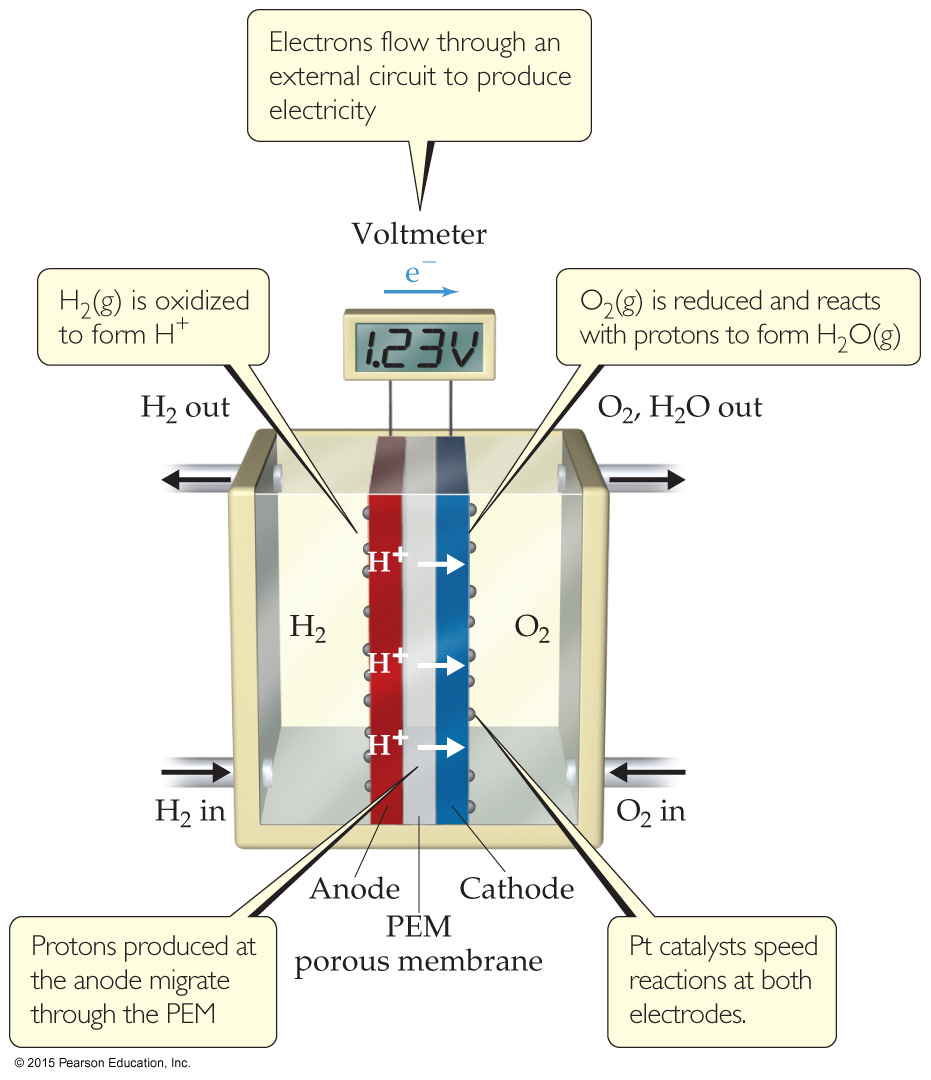 Electrons flow through an
external circuit to produce
electricity
Voltmeter
e⁻
H₂(g) is oxidized
to form H⁺
1.23V
O₂(g) is reduced and reacts
with protons to form H₂O(g)
H₂ out
O₂, H₂O out
H⁺
H₂
O₂
H⁺
H⁺
H₂ in
O₂ in
Anode
Cathode
PEM
porous membrane
Protons produced at
the anode migrate
through the PEM
Pt catalysts speed
reactions at both
electrodes.
© 2015 Pearson Education, Inc.